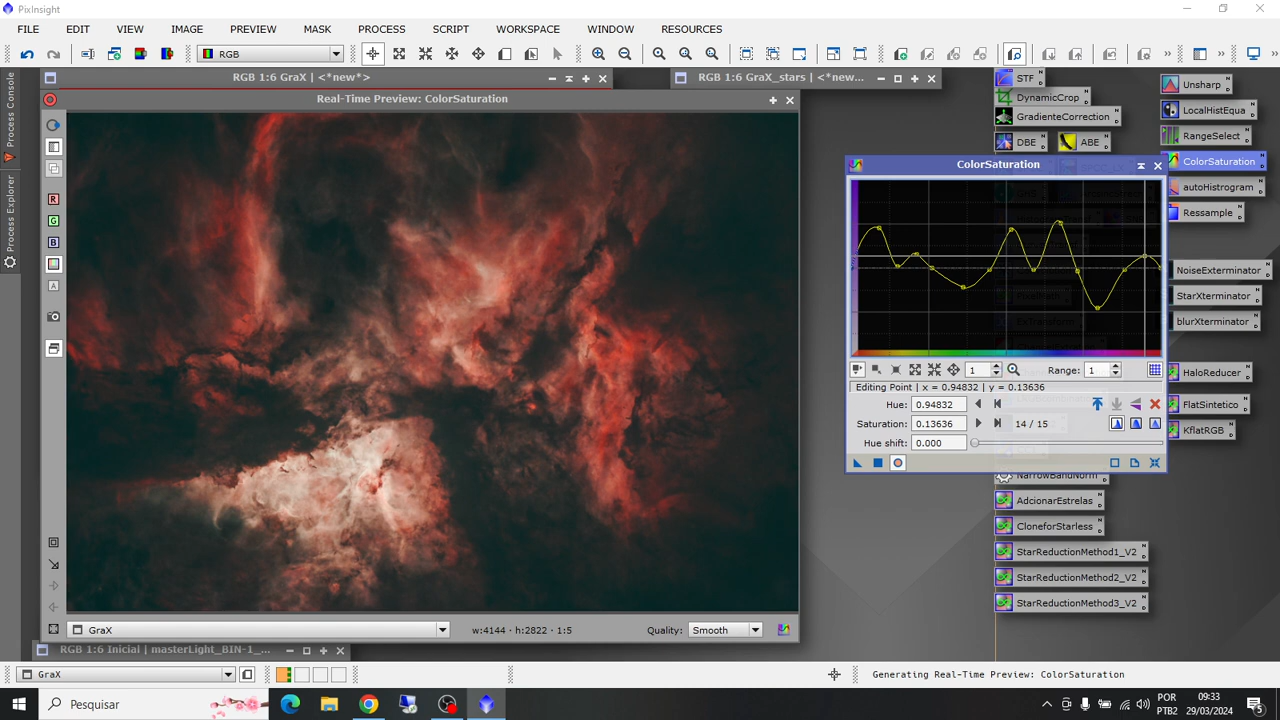 PixInsight
FILE EDIT VIEW IMAGE PREVIEW PROCESS MASK SCRIPT WORKSPACE WINDOW RESOURCES
RGB
Process Console
Process Explorer
RGB 1:6 GraX | <*new*>
RGB 1:6 GraX_stars | <*new...
Real-Time Preview: ColorSaturation
R
G
B
A
GraX
w:4144 · h:2822 · 1:5
Quality: Smooth
RGB 1:6 Inicial | masterLight_BIN-1_...
STF
DynamicCrop
GradienteCorrection
DBE
ABE
NarrowBandNorm
AdcionarEstrelas
CloneforStarless
StarReductionMethod1_V2
StarReductionMethod2_V2
StarReductionMethod3_V2
Unsharp
LocalHistEqua
RangeSelect
ColorSaturation
autoHistrogram
Ressample
NoiseExterminator
StarXterminator
blurXterminator
HaloReducer
FlatSintetico
KflatRGB
ColorSaturation
1
Range: 1
Editing Point | x = 0.94832 | y = 0.13636
Hue: 0.94832
Saturation: 0.13636
14 / 15
Hue shift: 0.000
GraX
Generating Real-Time Preview: ColorSaturation
Pesquisar
POR
PTB2
09:33
29/03/2024
5